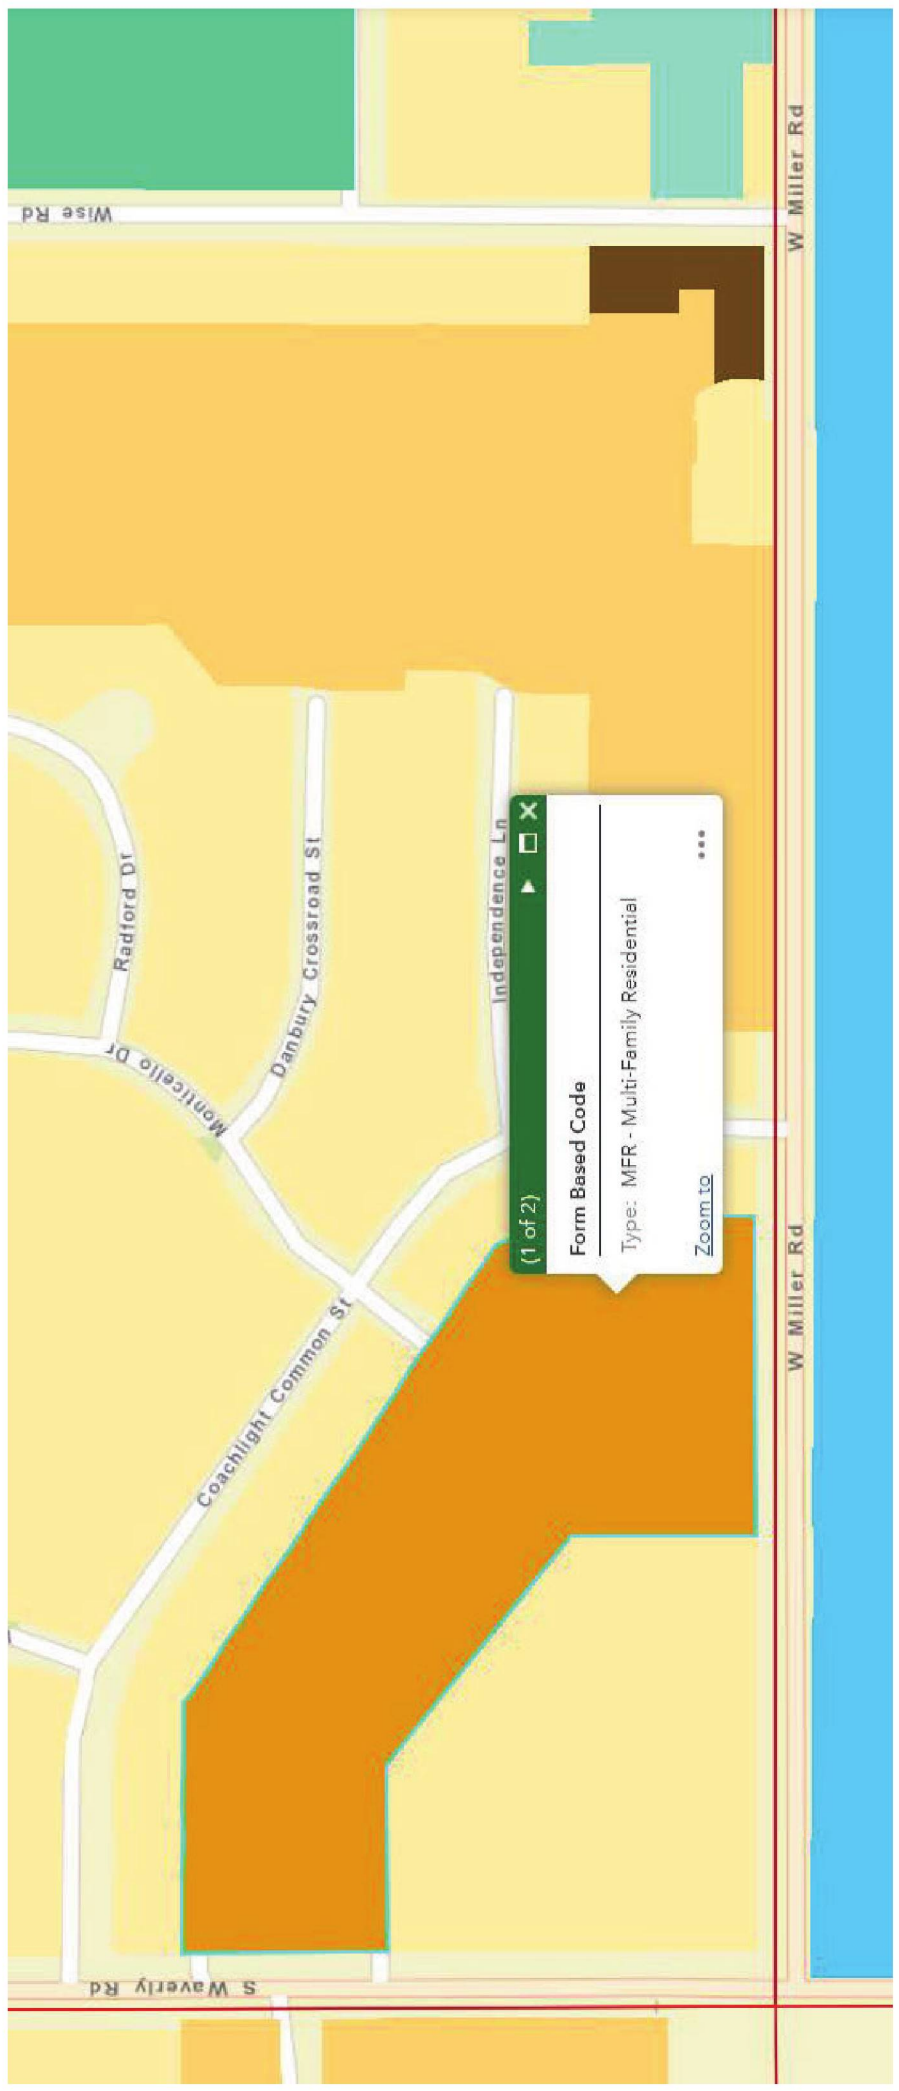 Wise Rd
W Miller Rd
Radford Dr
Monticello Dr
Danbury Crossroad St
Independence Ln
Coachlight Common St
(1 of 2)
Form Based Code
Type: MFR - Multi-Family Residential
Zoom to
W Miller Rd
S Waverly Rd